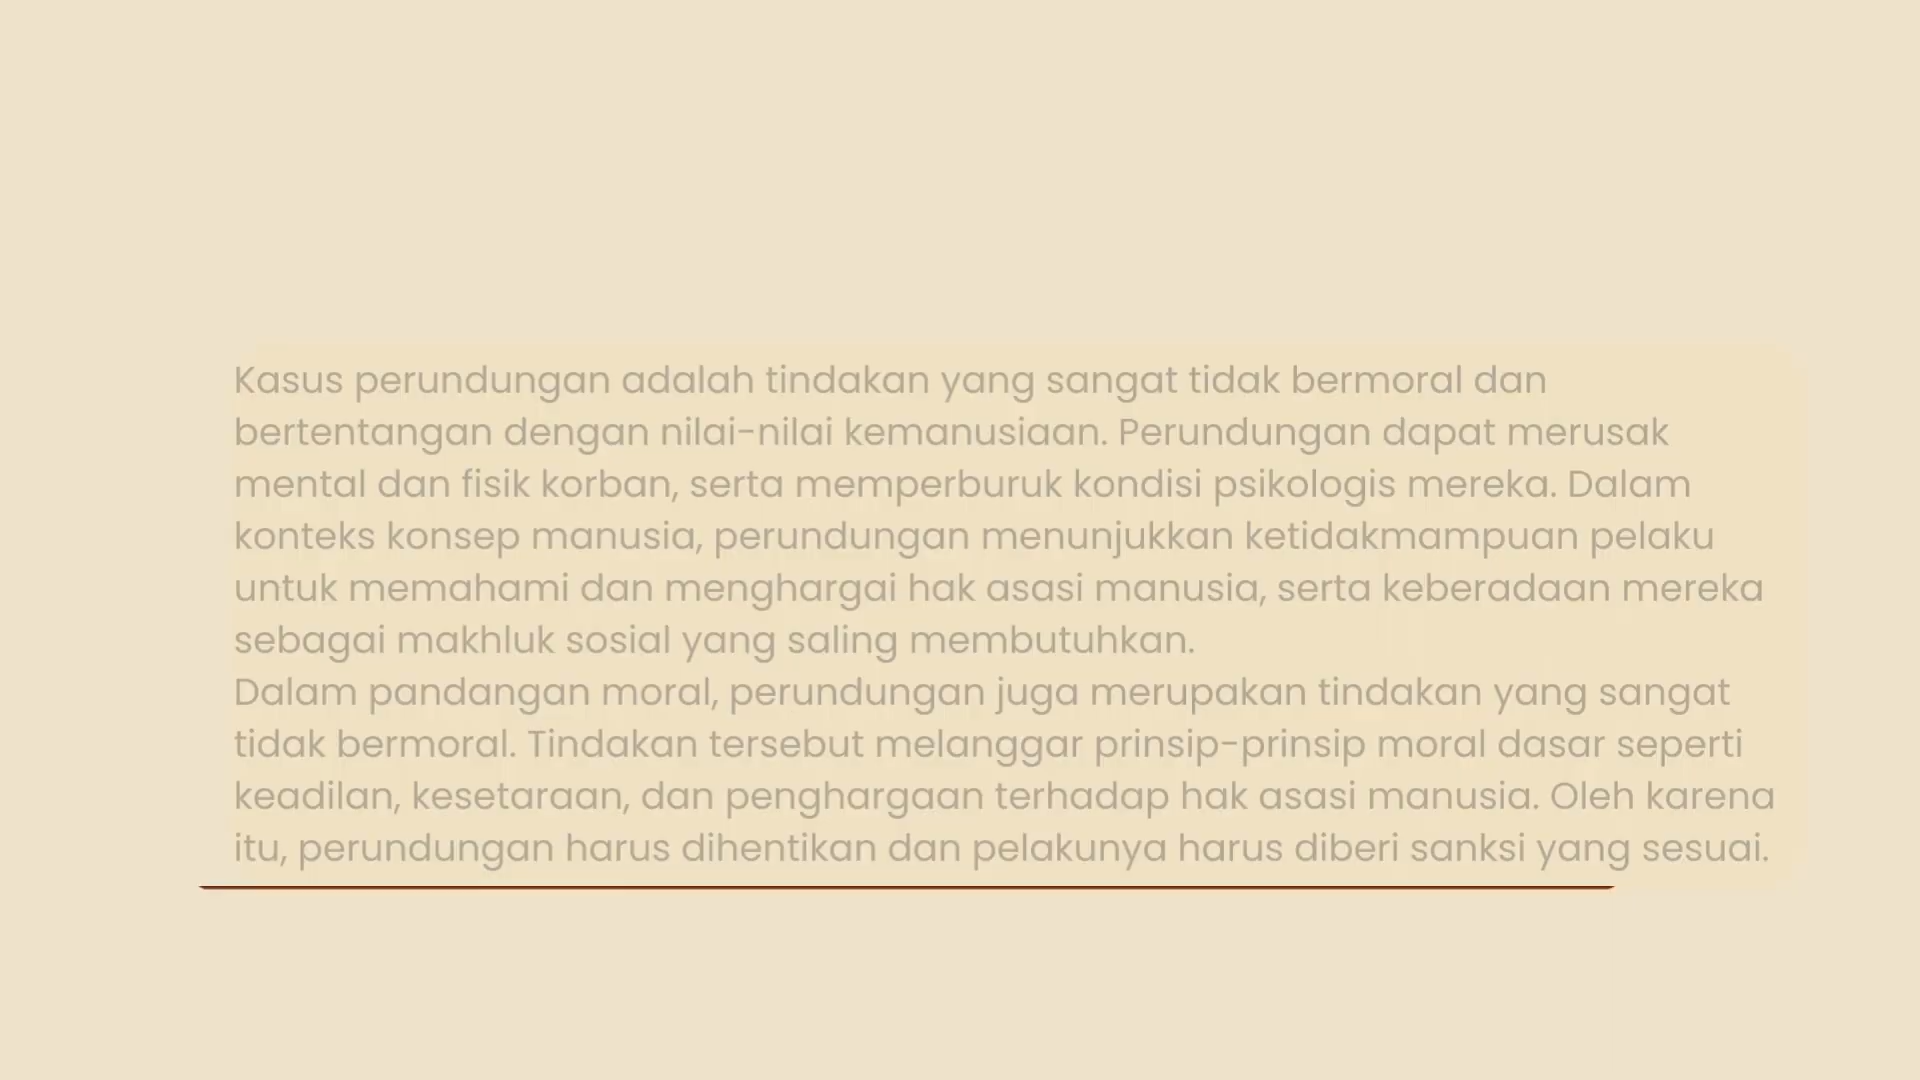 Kasus perundungan adalah tindakan yang sangat tidak bermoral dan
bertentangan dengan nilai-nilai kemanusiaan. Perundungan dapat merusak
mental dan fisik korban, serta memperburuk kondisi psikologis mereka. Dalam
konteks konsep manusia, perundungan menunjukkan ketidakmampuan pelaku
untuk memahami dan menghargai hak asasi manusia, serta keberadaan mereka
sebagai makhluk sosial yang saling membutuhkan.
Dalam pandangan moral, perundungan juga merupakan tindakan yang sangat
tidak bermoral. Tindakan tersebut melanggar prinsip-prinsip moral dasar seperti
keadilan, kesetaraan, dan penghargaan terhadap hak asasi manusia. Oleh karena
itu, perundungan harus dihentikan dan pelakunya harus diberi sanksi yang sesuai.